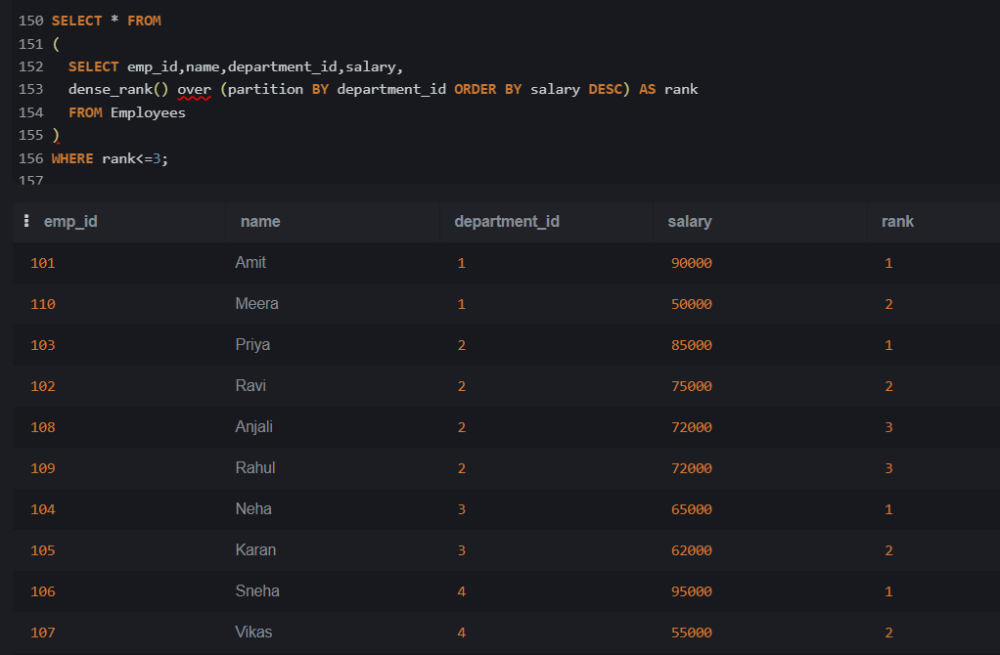 150 SELECT * FROM
151 (
152   SELECT emp_id,name,department_id,salary,
153   dense_rank() over (partition BY department_id ORDER BY salary DESC) AS rank
154   FROM Employees
155 )
156 WHERE rank<=3;
157
emp_id name department_id salary rank
101 Amit 1 90000 1
110 Meera 1 50000 2
103 Priya 2 85000 1
102 Ravi 2 75000 2
108 Anjali 2 72000 3
109 Rahul 2 72000 3
104 Neha 3 65000 1
105 Karan 3 62000 2
106 Sneha 4 95000 1
107 Vikas 4 55000 2